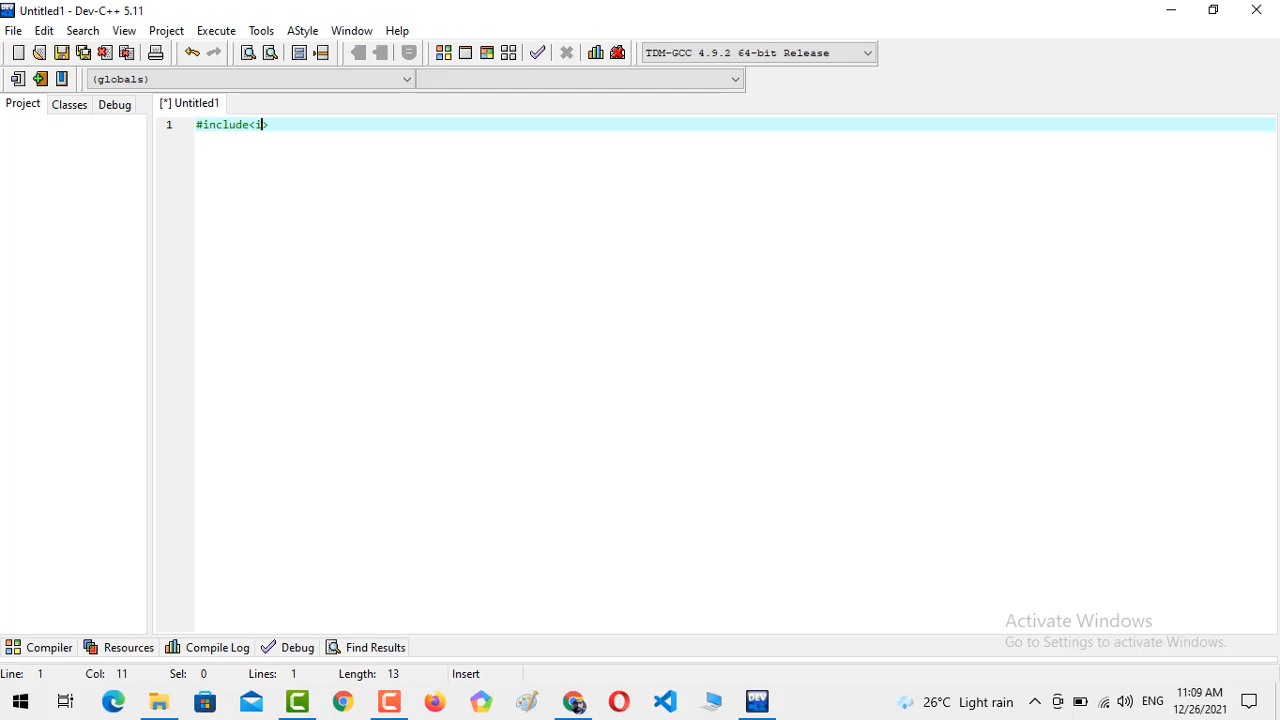 Untitled1 - Dev-C++ 5.11
File Edit Search View Project Execute Tools AStyle Window Help
TDM-GCC 4.9.2 64-bit Release
(globals)
Project Classes Debug [*] Untitled1
1 #include<i>
Activate Windows
Go to Settings to activate Windows.
Compiler Resources Compile Log Debug Find Results
Line: 1 Col: 11 Sel: 0 Lines: 1 Length: 13 Insert
26°C Light rain ENG 11:09 AM
12/26/2021